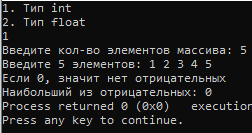 1. Тип int
2. Тип float
1
Введите кол-во элементов массива: 5
Введите 5 элементов: 1 2 3 4 5
Если 0, значит нет отрицательных
Наибольший из отрицательных: 0
Process returned 0 (0x0)   execution
Press any key to continue.